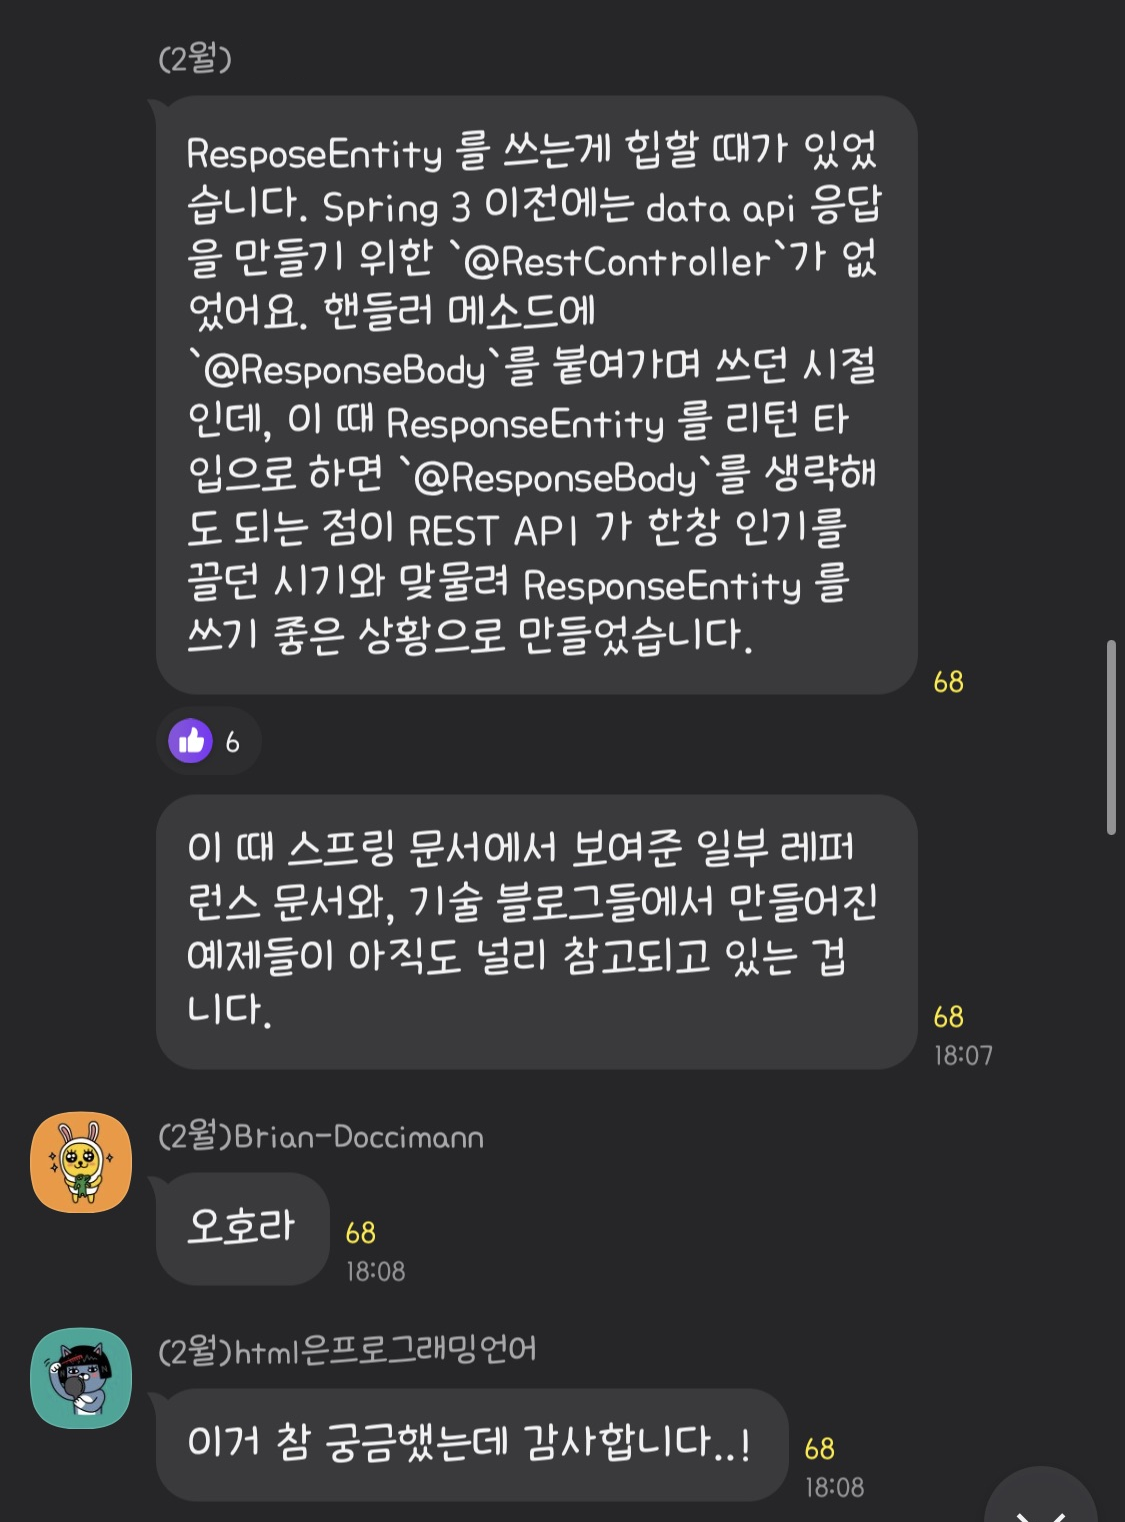 (2월)
ResposeEntity 를 쓰는게 힙할 때가 있었
습니다. Spring 3 이전에는 data api 응답
을 만들기 위한 `@RestController`가 없
었어요. 핸들러 메소드에
`@ResponseBody`를 붙여가며 쓰던 시절
인데, 이 때 ResponseEntity 를 리턴 타
입으로 하면 `@ResponseBody`를 생략해
도 되는 점이 REST API 가 한창 인기를
끌던 시기와 맞물려 ResponseEntity 를
쓰기 좋은 상황으로 만들었습니다.
68
6
이 때 스프링 문서에서 보여준 일부 레퍼
런스 문서와, 기술 블로그들에서 만들어진
예제들이 아직도 널리 참고되고 있는 겁
니다.
68
18:07
(2월)Brian-Doccimann
오호라
68
18:08
(2월)html은프로그래밍언어
이거 참 궁금했는데 감사합니다..!
68
18:08